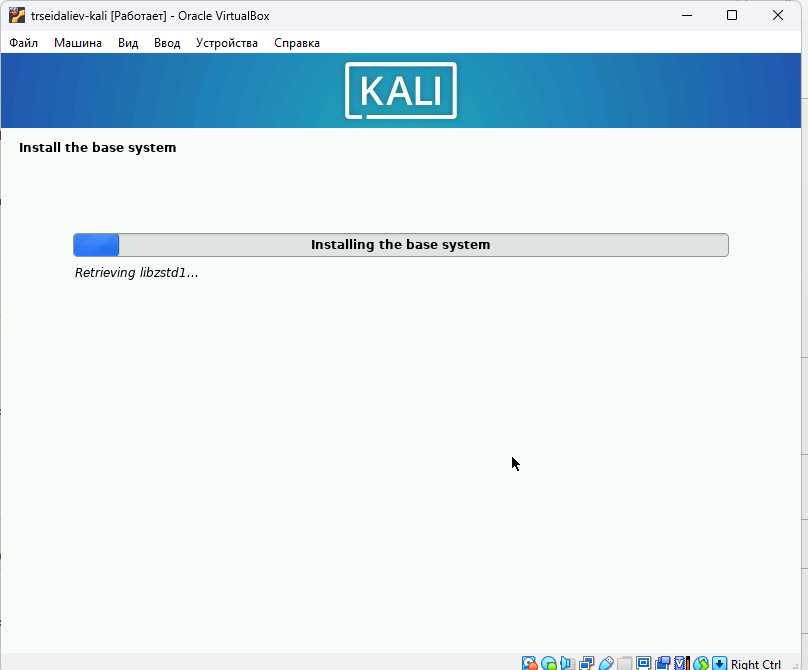 trseidaliev-kali [Работает] - Oracle VirtualBox
Файл Машина Вид Ввод Устройства Справка
KALI
Install the base system
Installing the base system
Retrieving libzstd1...
Right Ctrl